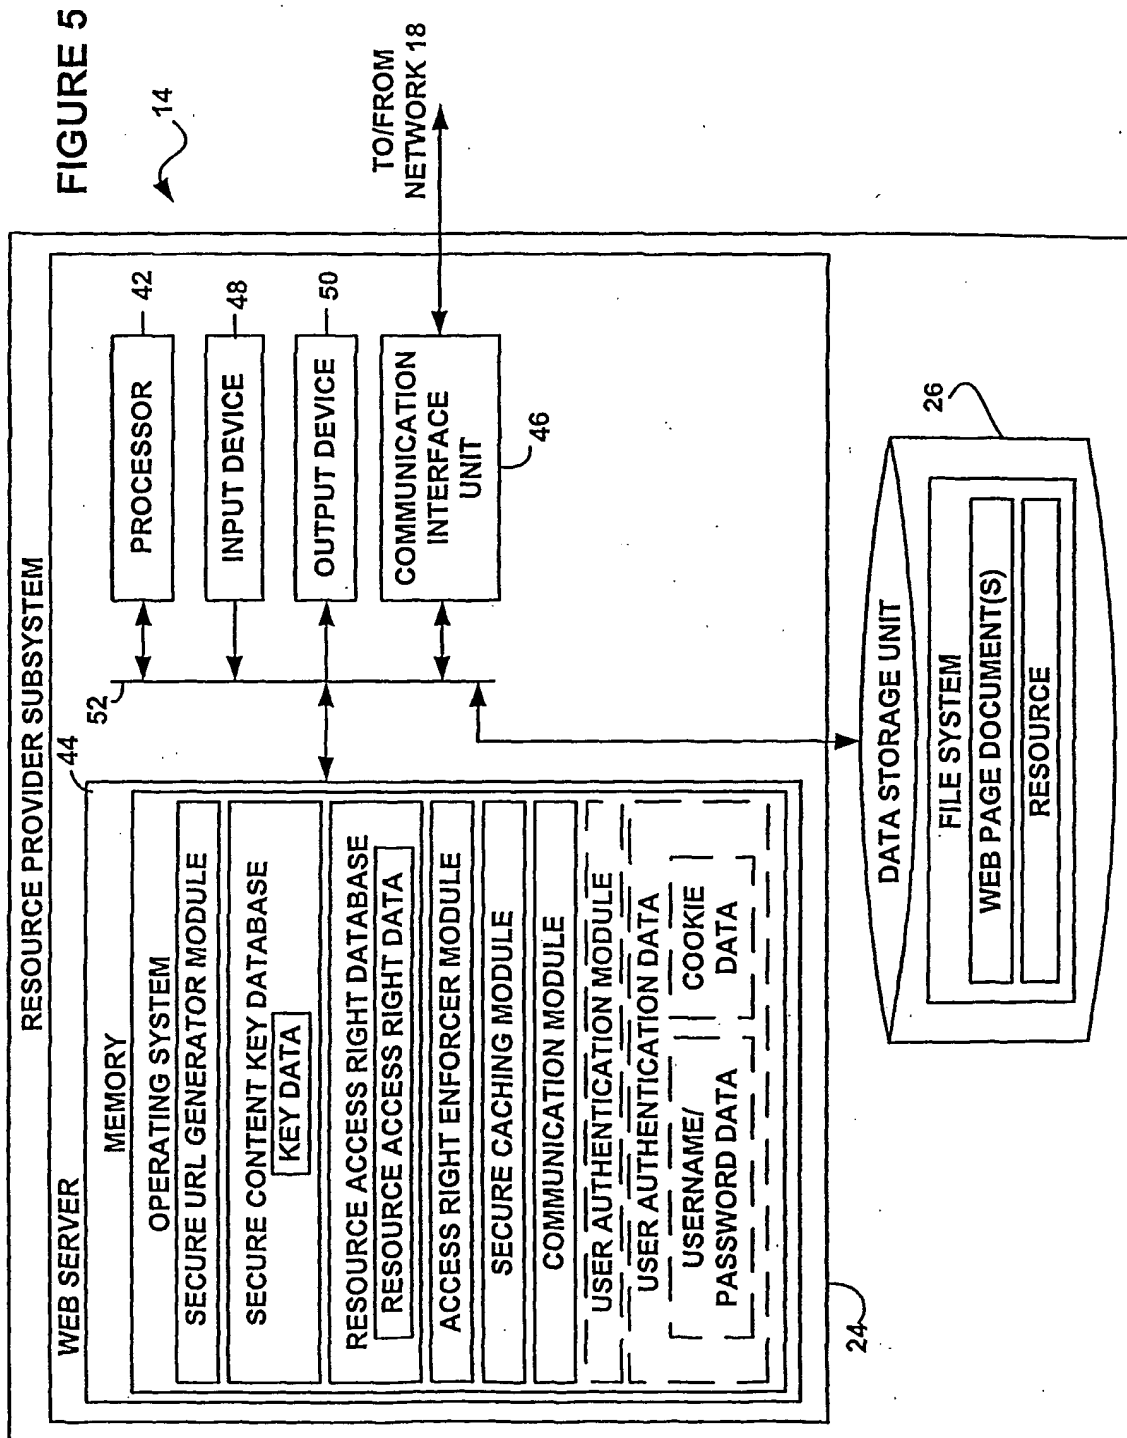 FIGURE 5
14
RESOURCE PROVIDER SUBSYSTEM
WEB SERVER
44
MEMORY
OPERATING SYSTEM
SECURE URL GENERATOR MODULE
SECURE CONTENT KEY DATABASE
KEY DATA
RESOURCE ACCESS RIGHT DATABASE
RESOURCE ACCESS RIGHT DATA
ACCESS RIGHT ENFORCER MODULE
SECURE CACHING MODULE
COMMUNICATION MODULE
USER AUTHENTICATION MODULE
USER AUTHENTICATION DATA
USERNAME/
PASSWORD DATA
COOKIE
DATA
24
52
PROCESSOR
42
INPUT DEVICE
48
OUTPUT DEVICE
50
COMMUNICATION
INTERFACE
UNIT
46
TO/FROM
NETWORK 18
DATA STORAGE UNIT
26
FILE SYSTEM
WEB PAGE DOCUMENT(S)
RESOURCE